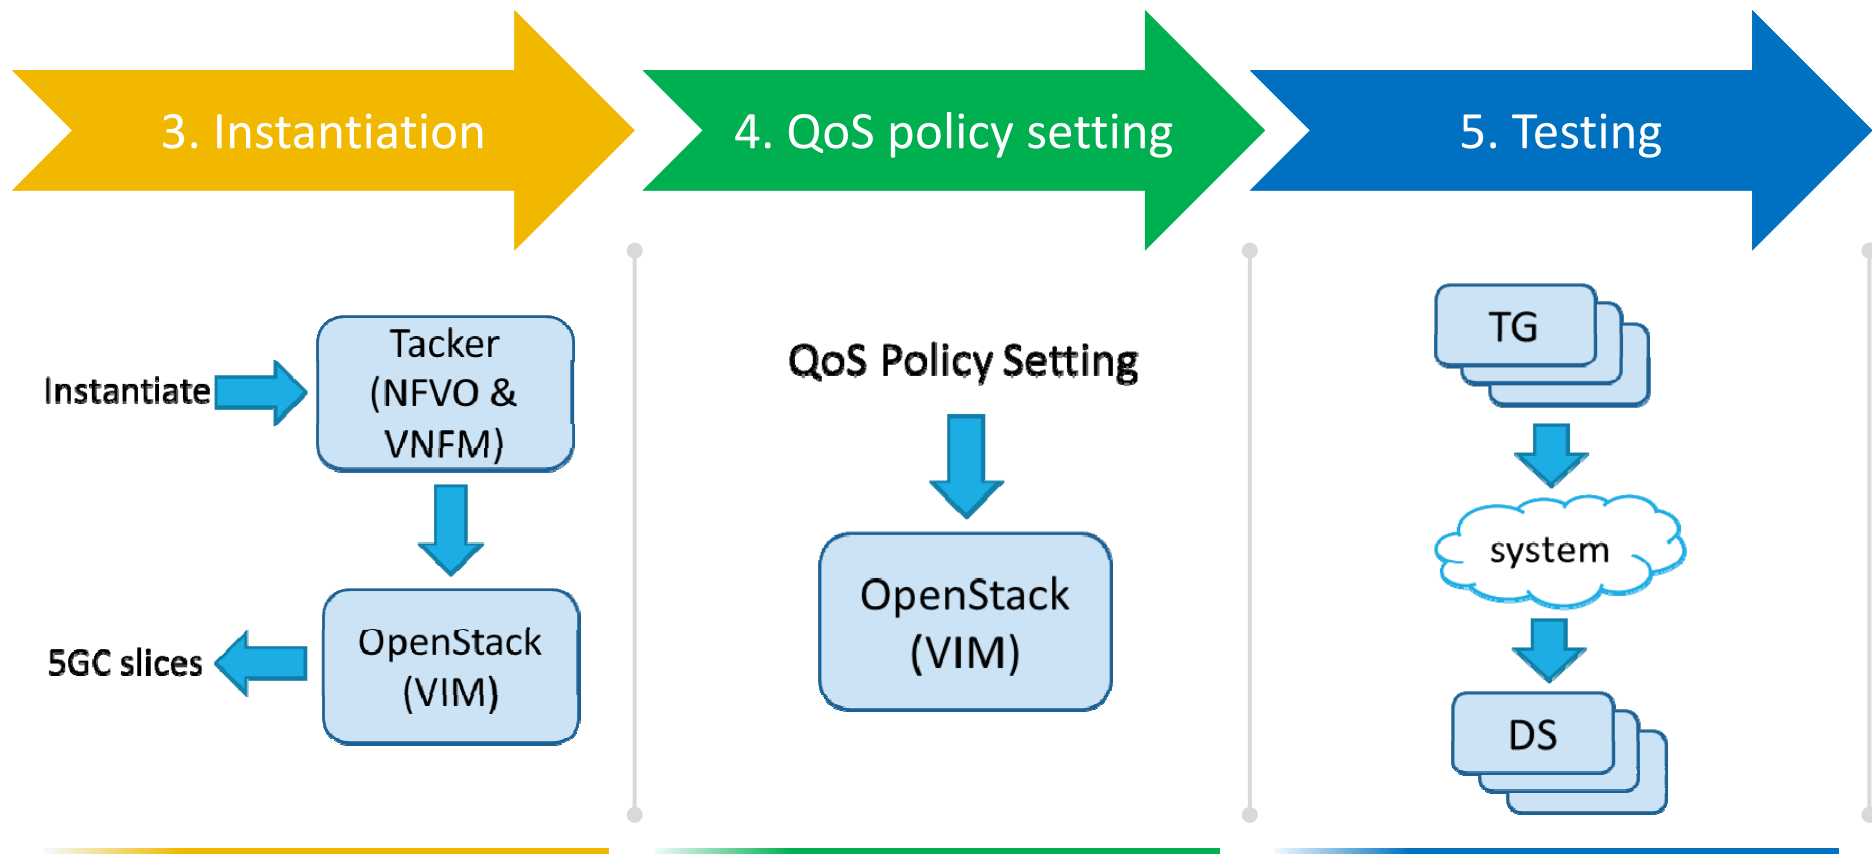 3. Instantiation
4. QoS policy setting
5. Testing
Instantiate
Tacker
(NFVO &
VNFM)
5GC slices
OpenStack
(VIM)
QoS Policy Setting
OpenStack
(VIM)
TG
system
DS